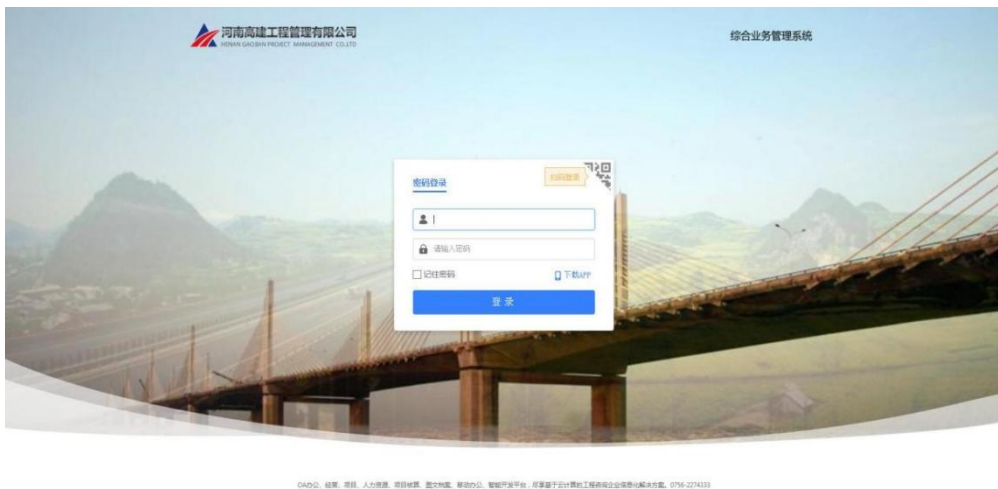 河南高建工程管理有限公司
HENAN GAOJIAN PROJECT MANAGEMENT CO.,LTD
综合业务管理系统
密码登录
扫码登录
请输入密码
记住密码
下载APP
登 录
OA办公、经营、项目、人力资源、项目核算、图文档案、移动办公、智能开发平台,尽享基于云计算的工程咨询企业信息化解决方案。0756-2274333